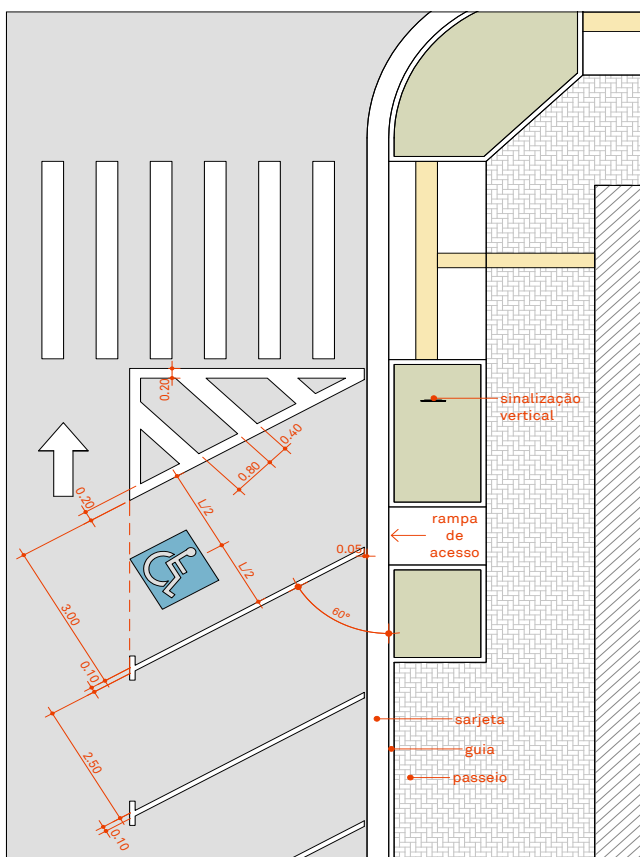 0.20
sinalização
vertical
0.40
0.80
0.20
L/2
rampa
de
acesso
0.05
L/2
3.00
60°
0.10
2.50
sarjeta
guia
passeio
0.10